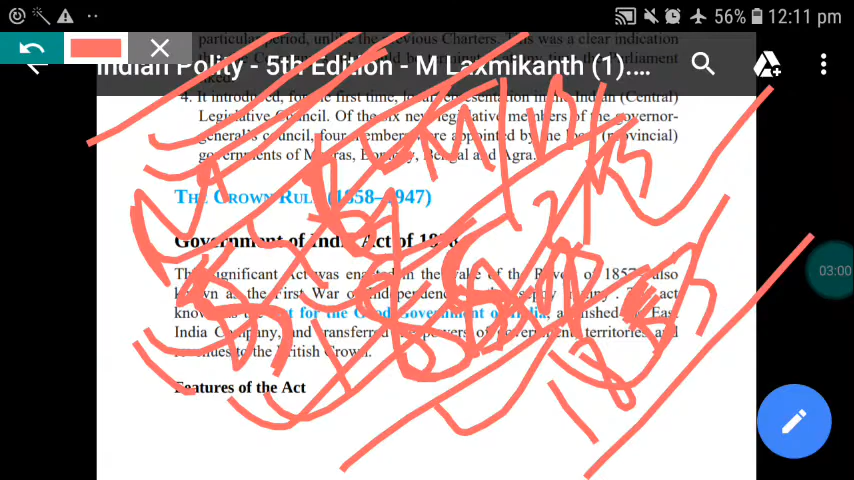 56% 12:11 pm
particular period, unlike the previous Charters. This was a clear indication
Indian Polity - 5th Edition - M Laxmikanth (1)....
4. It introduced, for the first time, local representation in the Indian (Central)
Legislative Council. Of the six new legislative members of the governor-
general's council, four members were appointed by the local (provincial)
governments of Madras, Bombay, Bengal and Agra.
THE CROWN RULE (1858–1947)
Government of India Act of 1858
This significant Act was enacted in the wake of the Revolt of 1857—also
known as the First War of Independence or the 'sepoy mutiny'. The act
known as the Act for the Good Government of India, abolished the East
India Company, and transferred the powers of government, territories and
revenues to the British Crown.
Features of the Act
03:00